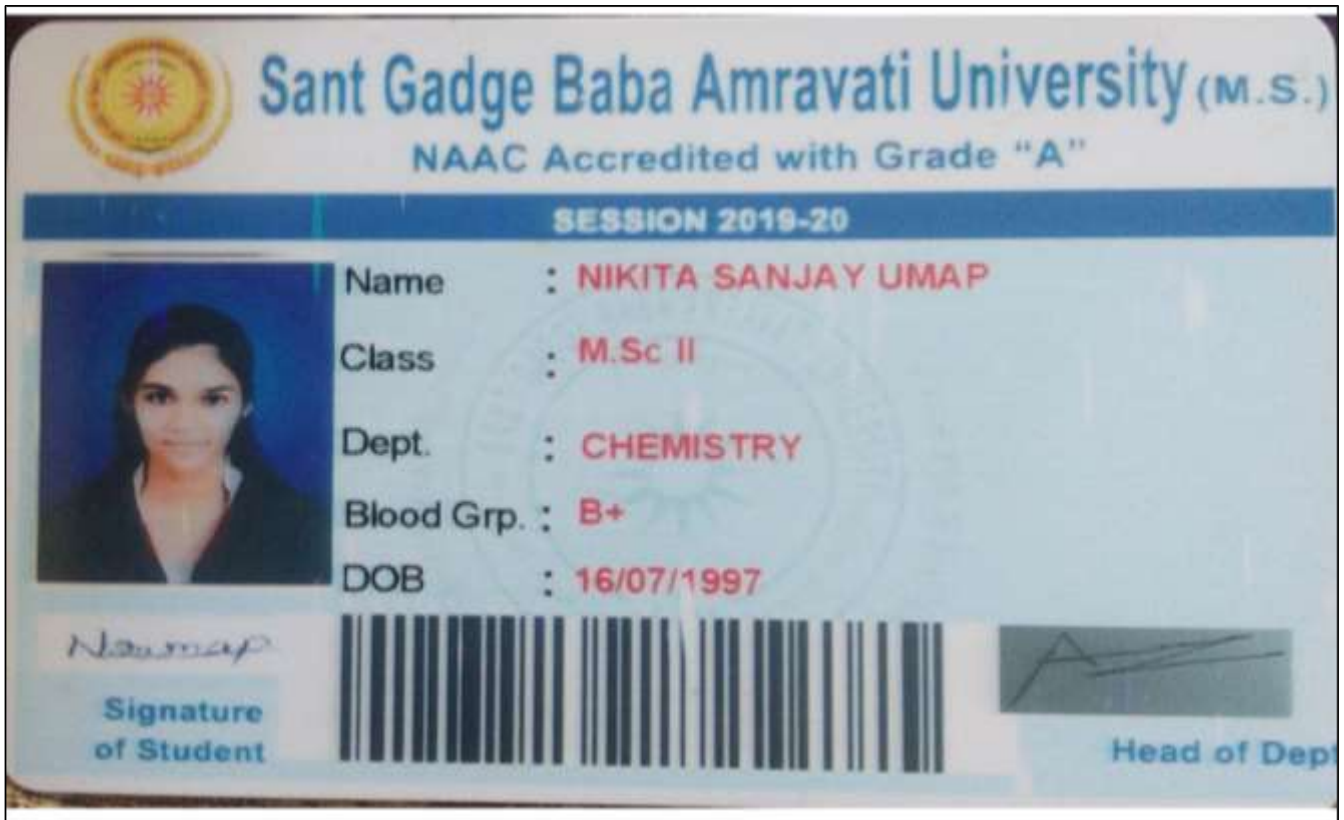 Sant Gadge Baba Amravati University (M.S.)
NAAC Accredited with Grade “A”
SESSION 2019-20
Name : NIKITA SANJAY UMAP
Class : M.Sc II
Dept. : CHEMISTRY
Blood Grp. : B+
DOB : 16/07/1997
Signature
of Student
Head of Dept